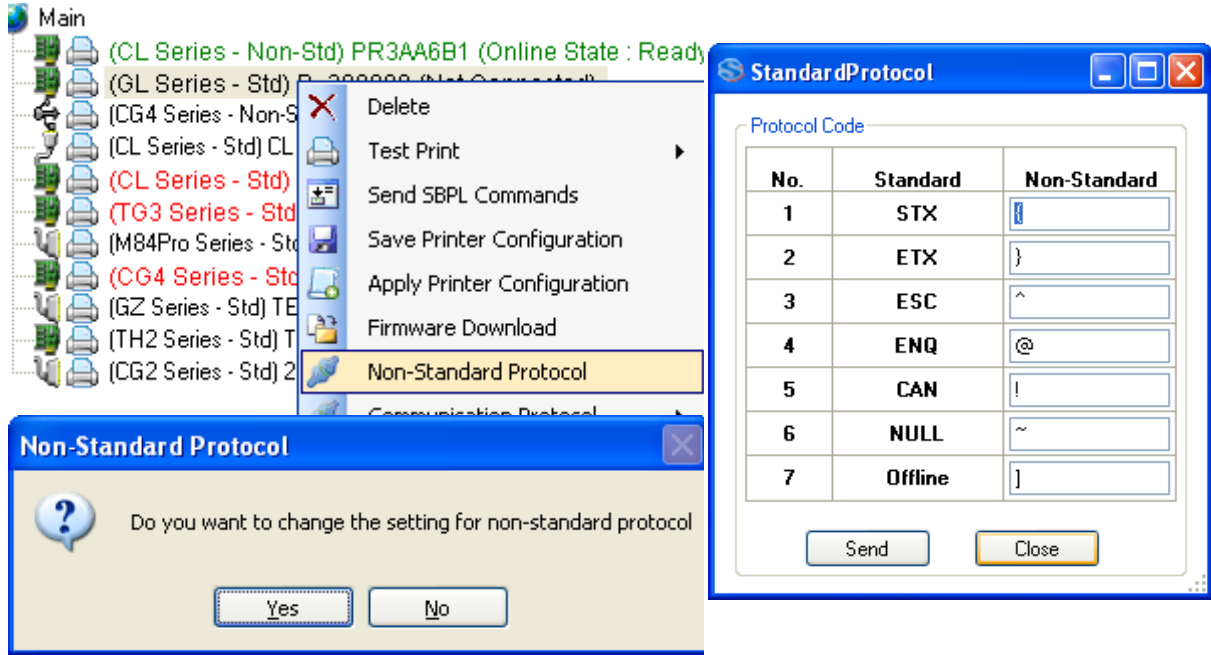 Main
(CL Series - Non-Std) PR3AA6B1 (Online State : Ready
(GL Series - Std)
(CG4 Series - Non-S
(CL Series - Std) CL
(CL Series - Std)
(TG3 Series - Std
(M84Pro Series - Std
(CG4 Series - Std
(GZ Series - Std) TE
(TH2 Series - Std) T
(CG2 Series - Std) 2
Delete
Test Print
Send SBPL Commands
Save Printer Configuration
Apply Printer Configuration
Firmware Download
Non-Standard Protocol
Communication Protocol
Non-Standard Protocol
Do you want to change the setting for non-standard protocol
Yes No
StandardProtocol
Protocol Code
No. Standard Non-Standard
1 STX {
2 ETX }
3 ESC ^
4 ENQ @
5 CAN !
6 NULL ~
7 Offline ]
Send Close